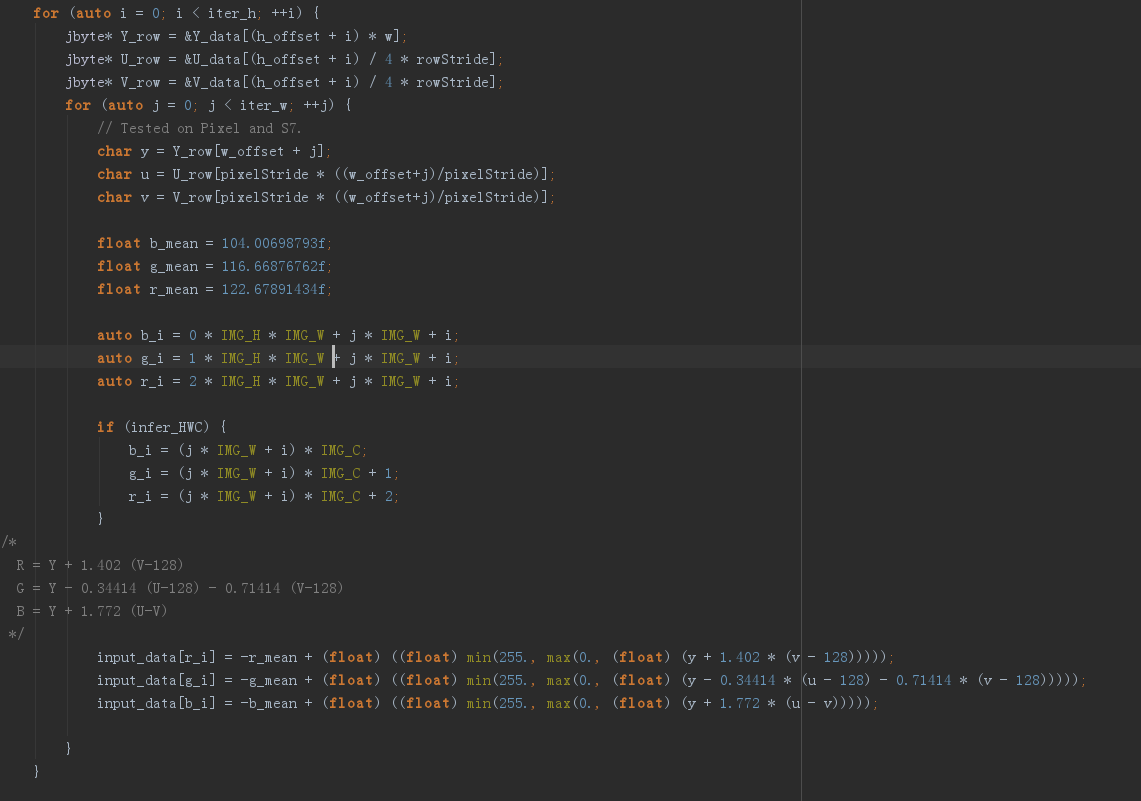 for (auto i = 0; i < iter_h; ++i) {
jbyte* Y_row = &Y_data[(h_offset + i) * w];
jbyte* U_row = &U_data[(h_offset + i) / 4 * rowStride];
jbyte* V_row = &V_data[(h_offset + i) / 4 * rowStride];
for (auto j = 0; j < iter_w; ++j) {
// Tested on Pixel and S7.
char y = Y_row[w_offset + j];
char u = U_row[pixelStride * ((w_offset+j)/pixelStride)];
char v = V_row[pixelStride * ((w_offset+j)/pixelStride)];
float b_mean = 104.00698793f;
float g_mean = 116.66876762f;
float r_mean = 122.67891434f;
auto b_i = 0 * IMG_H * IMG_W + j * IMG_W + i;
auto g_i = 1 * IMG_H * IMG_W + j * IMG_W + i;
auto r_i = 2 * IMG_H * IMG_W + j * IMG_W + i;
if (infer_HWC) {
b_i = (j * IMG_W + i) * IMG_C;
g_i = (j * IMG_W + i) * IMG_C + 1;
r_i = (j * IMG_W + i) * IMG_C + 2;
}
/*
R = Y + 1.402 (V-128)
G = Y - 0.34414 (U-128) - 0.71414 (V-128)
B = Y + 1.772 (U-V)
*/
input_data[r_i] = -r_mean + (float) ((float) min(255., max(0., (float) (y + 1.402 * (v - 128)))));
input_data[g_i] = -g_mean + (float) ((float) min(255., max(0., (float) (y - 0.34414 * (u - 128) - 0.71414 * (v - 128)))));
input_data[b_i] = -b_mean + (float) ((float) min(255., max(0., (float) (y + 1.772 * (u - v)))));
}
}